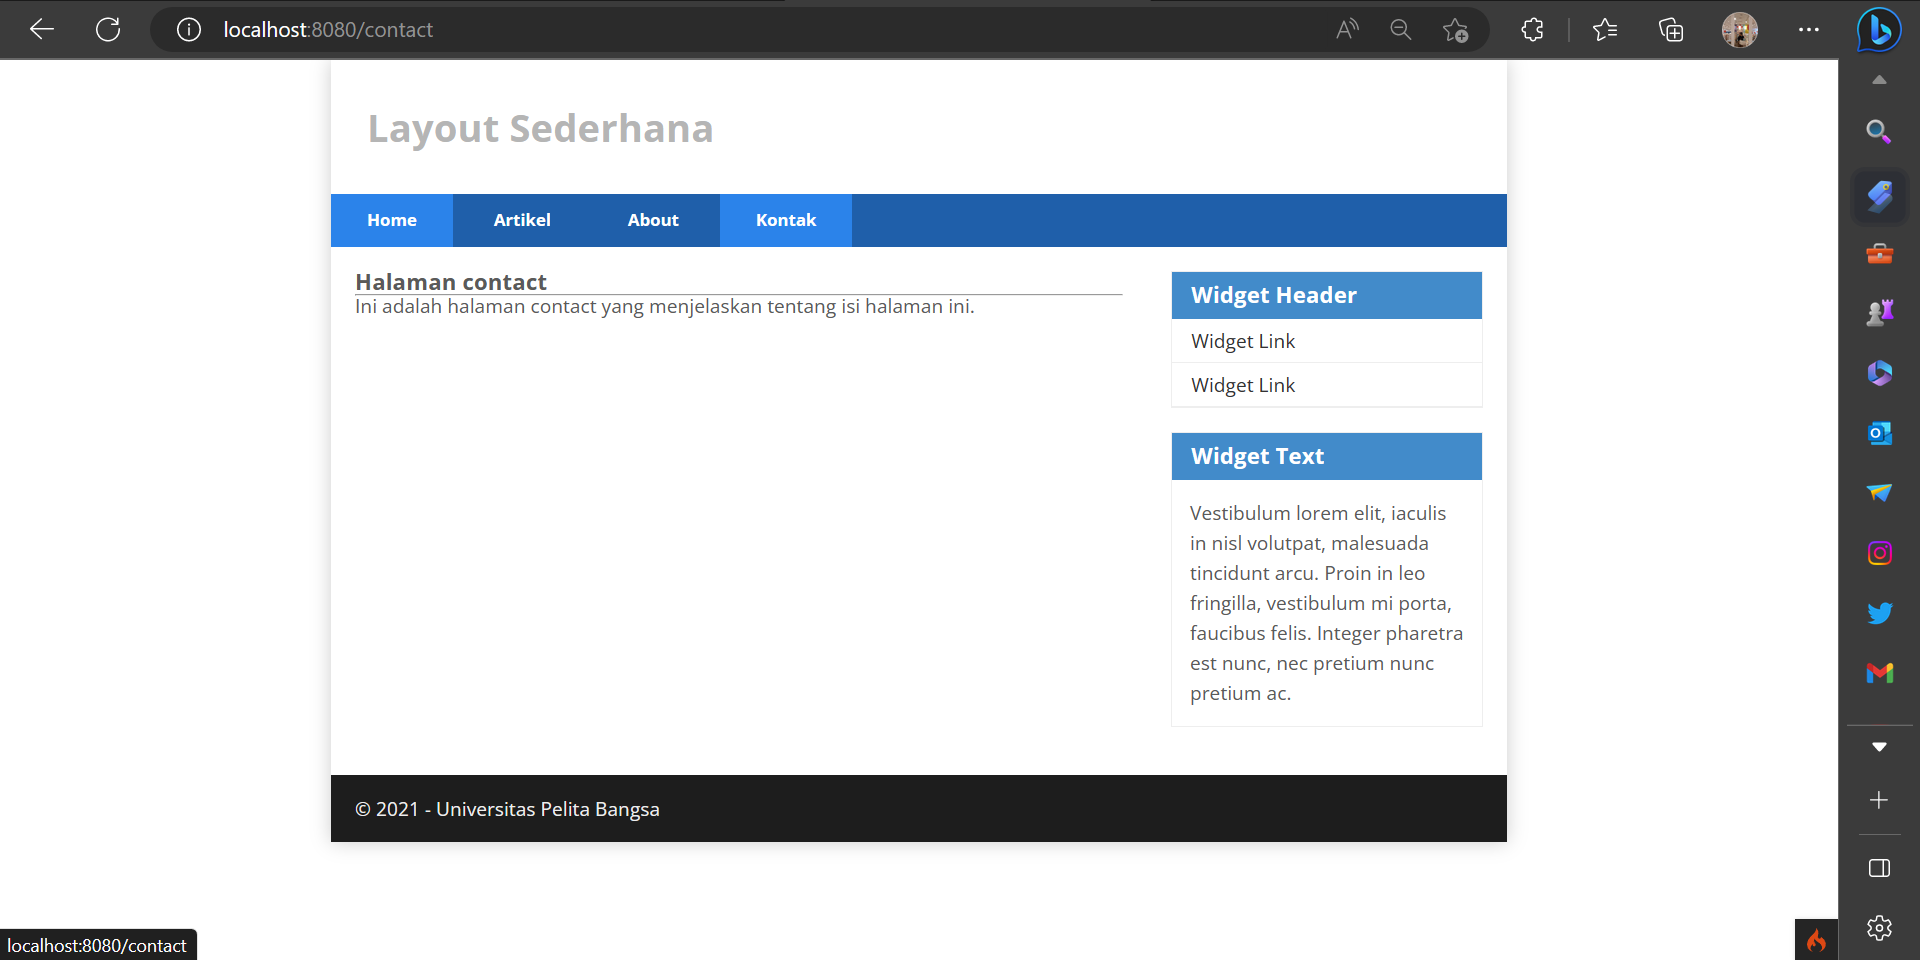 localhost:8080/contact
Layout Sederhana
Home Artikel About Kontak
Halaman contact
Ini adalah halaman contact yang menjelaskan tentang isi halaman ini.
Widget Header
Widget Link
Widget Link
Widget Text
Vestibulum lorem elit, iaculis
in nisl volutpat, malesuada
tincidunt arcu. Proin in leo
fringilla, vestibulum mi porta,
faucibus felis. Integer pharetra
est nunc, nec pretium nunc
pretium ac.
© 2021 - Universitas Pelita Bangsa
localhost:8080/contact